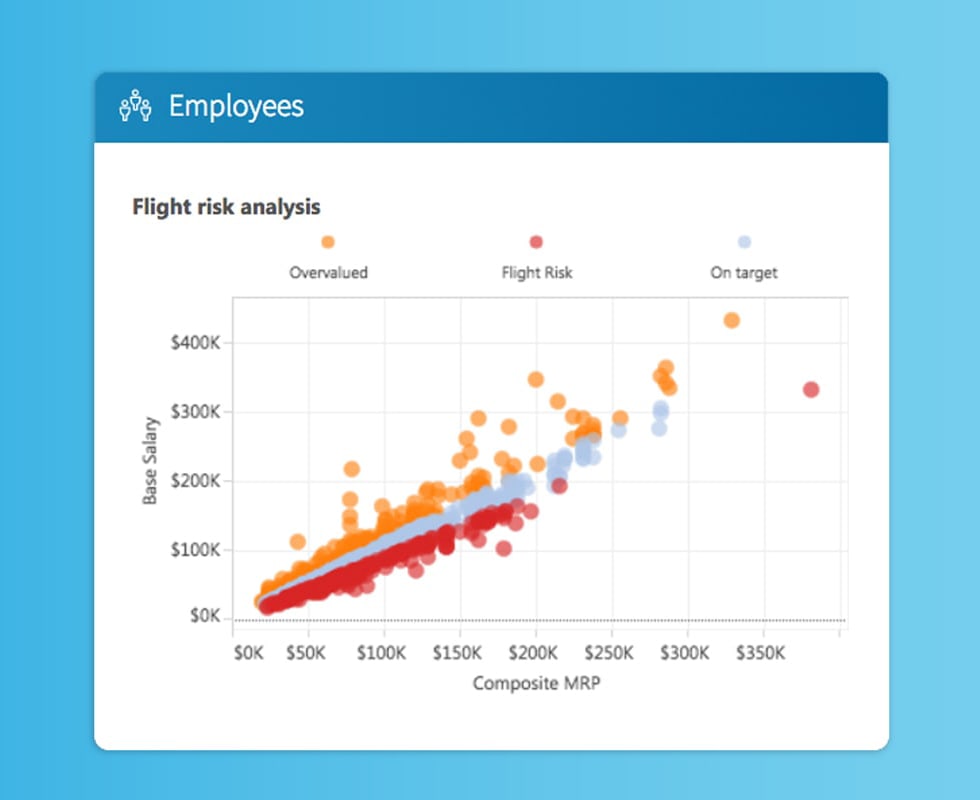 Employees
Flight risk analysis
Overvalued Flight Risk On target
$400K
$300K
$200K
$100K
$0K
Base Salary
$0K $50K $100K $150K $200K $250K $300K $350K
Composite MRP